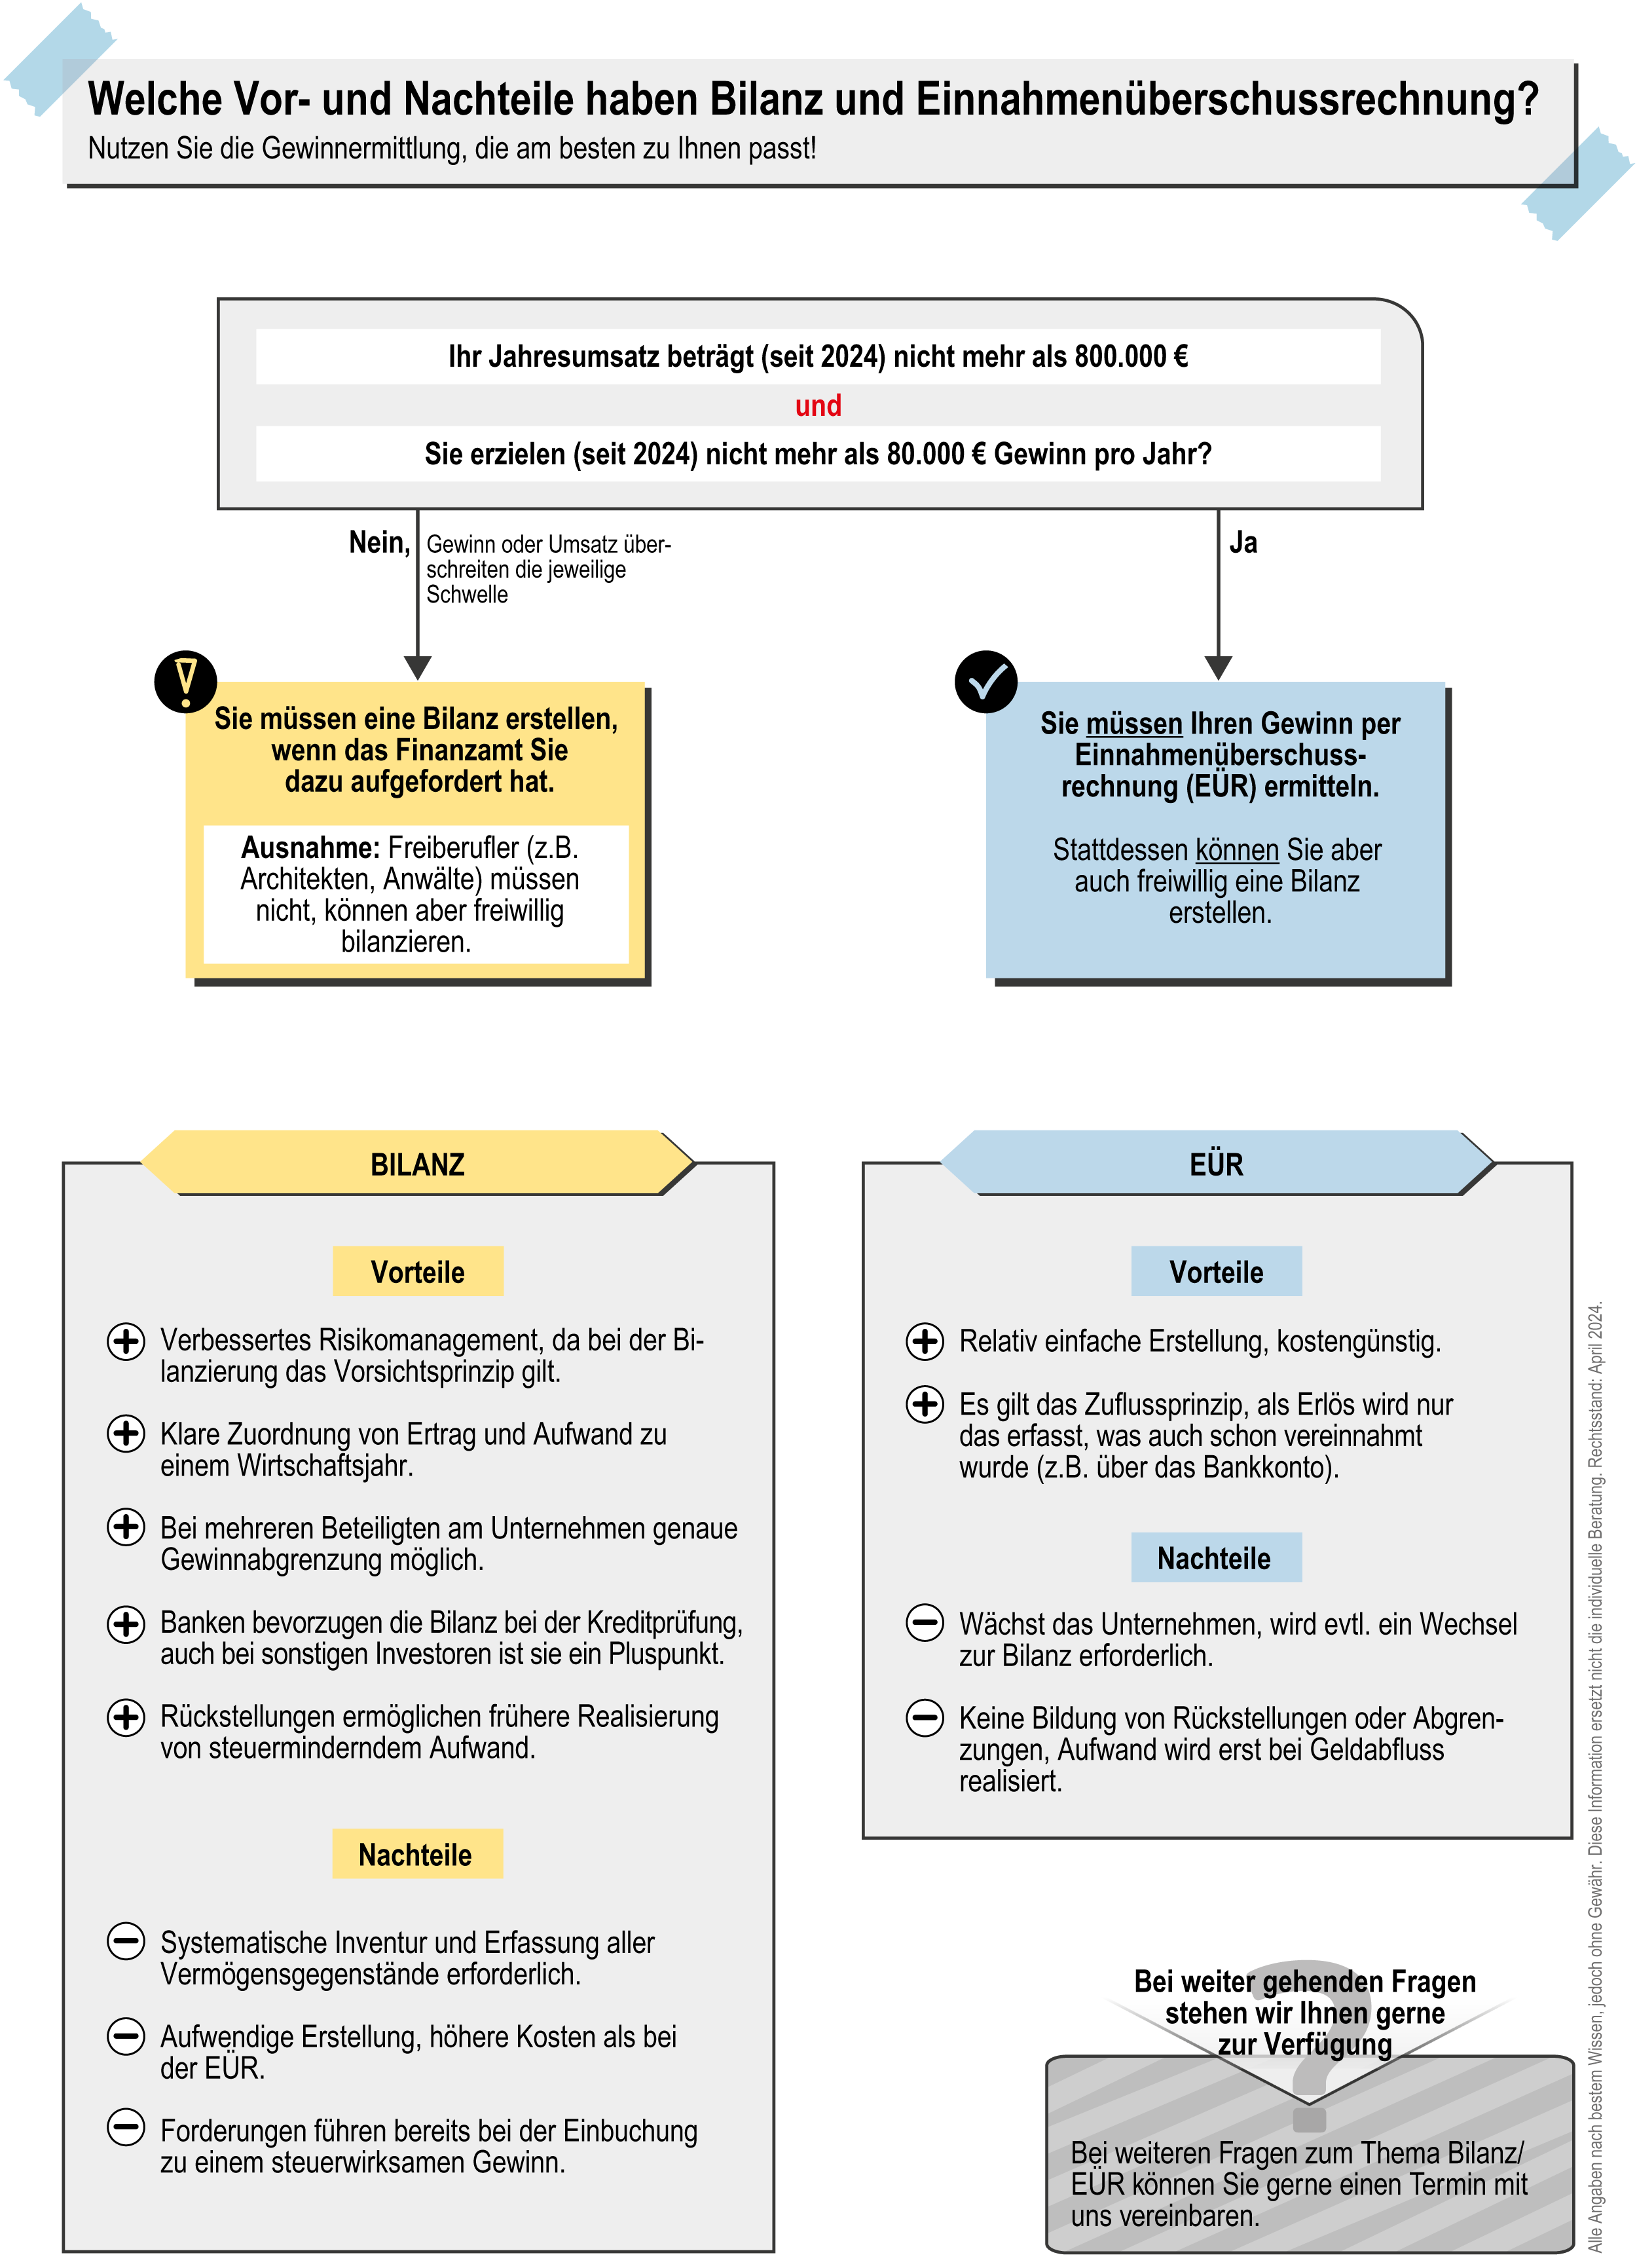 Welche Vor- und Nachteile haben Bilanz und Einnahmenüberschussrechnung?
Nutzen Sie die Gewinnermittlung, die am besten zu Ihnen passt!
Ihr Jahresumsatz beträgt (seit 2024) nicht mehr als 800.000 €
und
Sie erzielen (seit 2024) nicht mehr als 80.000 € Gewinn pro Jahr?
Nein,
Gewinn oder Umsatz über-
schreiten die jeweilige
Schwelle
Ja
Sie müssen eine Bilanz erstellen,
wenn das Finanzamt Sie
dazu aufgefordert hat.
Ausnahme: Freiberufler (z.B.
Architekten, Anwälte) müssen
nicht, können aber freiwillig
bilanzieren.
Sie müssen Ihren Gewinn per
Einnahmenüberschuss-
rechnung (EÜR) ermitteln.
Stattdessen können Sie aber
auch freiwillig eine Bilanz
erstellen.
BILANZ
Vorteile
Verbessertes Risikomanagement, da bei der Bi-
lanzierung das Vorsichtsprinzip gilt.
Klare Zuordnung von Ertrag und Aufwand zu
einem Wirtschaftsjahr.
Bei mehreren Beteiligten am Unternehmen genaue
Gewinnabgrenzung möglich.
Banken bevorzugen die Bilanz bei der Kreditprüfung,
auch bei sonstigen Investoren ist sie ein Pluspunkt.
Rückstellungen ermöglichen frühere Realisierung
von steuerminderndem Aufwand.
Nachteile
Systematische Inventur und Erfassung aller
Vermögensgegenstände erforderlich.
Aufwendige Erstellung, höhere Kosten als bei
der EÜR.
Forderungen führen bereits bei der Einbuchung
zu einem steuerwirksamen Gewinn.
EÜR
Vorteile
Relativ einfache Erstellung, kostengünstig.
Es gilt das Zuflussprinzip, als Erlös wird nur
das erfasst, was auch schon vereinnahmt
wurde (z.B. über das Bankkonto).
Nachteile
Wächst das Unternehmen, wird evtl. ein Wechsel
zur Bilanz erforderlich.
Keine Bildung von Rückstellungen oder Abgren-
zungen, Aufwand wird erst bei Geldabfluss
realisiert.
?
Bei weiter gehenden Fragen
stehen wir Ihnen gerne
zur Verfügung
Bei weiteren Fragen zum Thema Bilanz/
EÜR können Sie gerne einen Termin mit
uns vereinbaren.
Alle Angaben nach bestem Wissen, jedoch ohne Gewähr. Diese Information ersetzt nicht die individuelle Beratung. Rechtsstand: April 2024.